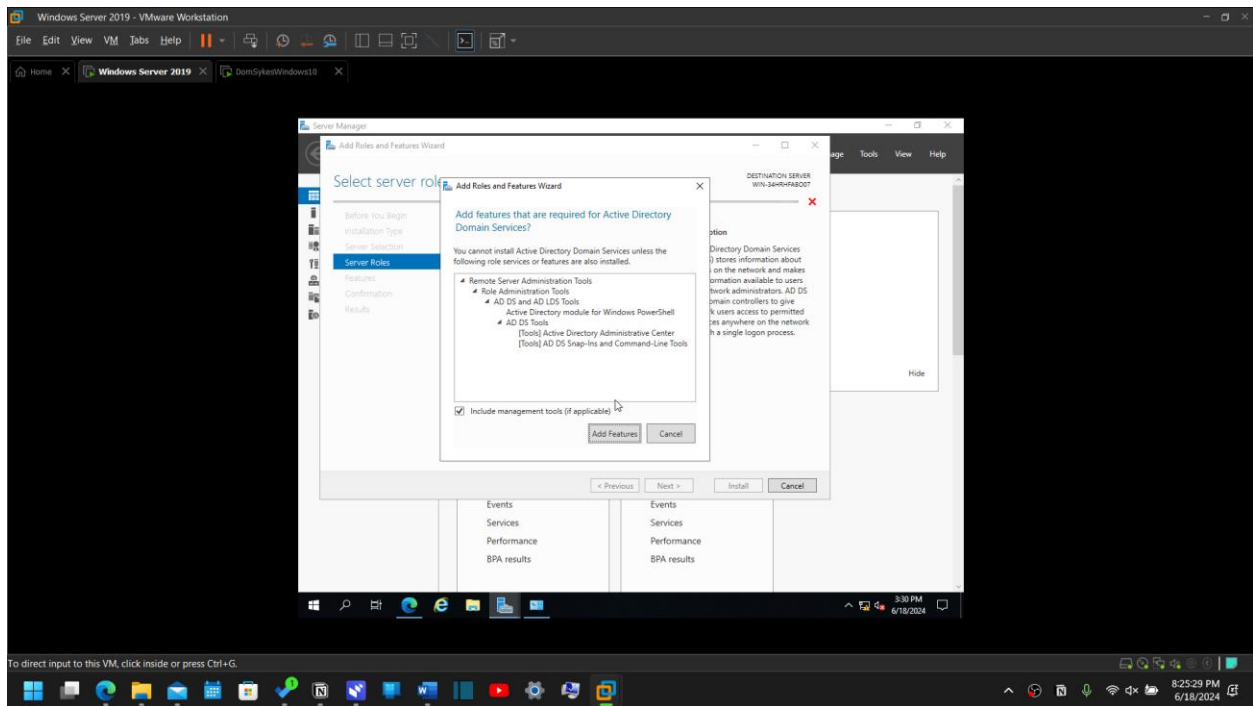 Windows Server 2019 - VMware Workstation
File Edit View VM Tabs Help
Home
Windows Server 2019
DomSykesWindows10
Server Manager
Tools View Help
Add Roles and Features Wizard
Select server
DESTINATION SERVER
WIN-34HRHFABO07
Before You Begin
Installation Type
Server Selection
Server Roles
Features
Confirmation
Results
Add Roles and Features Wizard
Add features that are required for Active Directory
Domain Services?
You cannot install Active Directory Domain Services unless the
following role services or features are also installed.
Remote Server Administration Tools
Role Administration Tools
AD DS and AD LDS Tools
Active Directory module for Windows PowerShell
AD DS Tools
[Tools] Active Directory Administrative Center
[Tools] AD DS Snap-Ins and Command-Line Tools
Include management tools (if applicable)
Add Features
Cancel
Directory Domain Services
stores information about
on the network and makes
available to users
administrators. AD DS
controllers to give
users access to permitted
anywhere on the network
a single logon process.
Hide
< Previous
Next >
Install
Cancel
Events
Services
Performance
BPA results
Events
Services
Performance
BPA results
3:30 PM
6/18/2024
To direct input to this VM, click inside or press Ctrl+G.
8:25:29 PM
6/18/2024